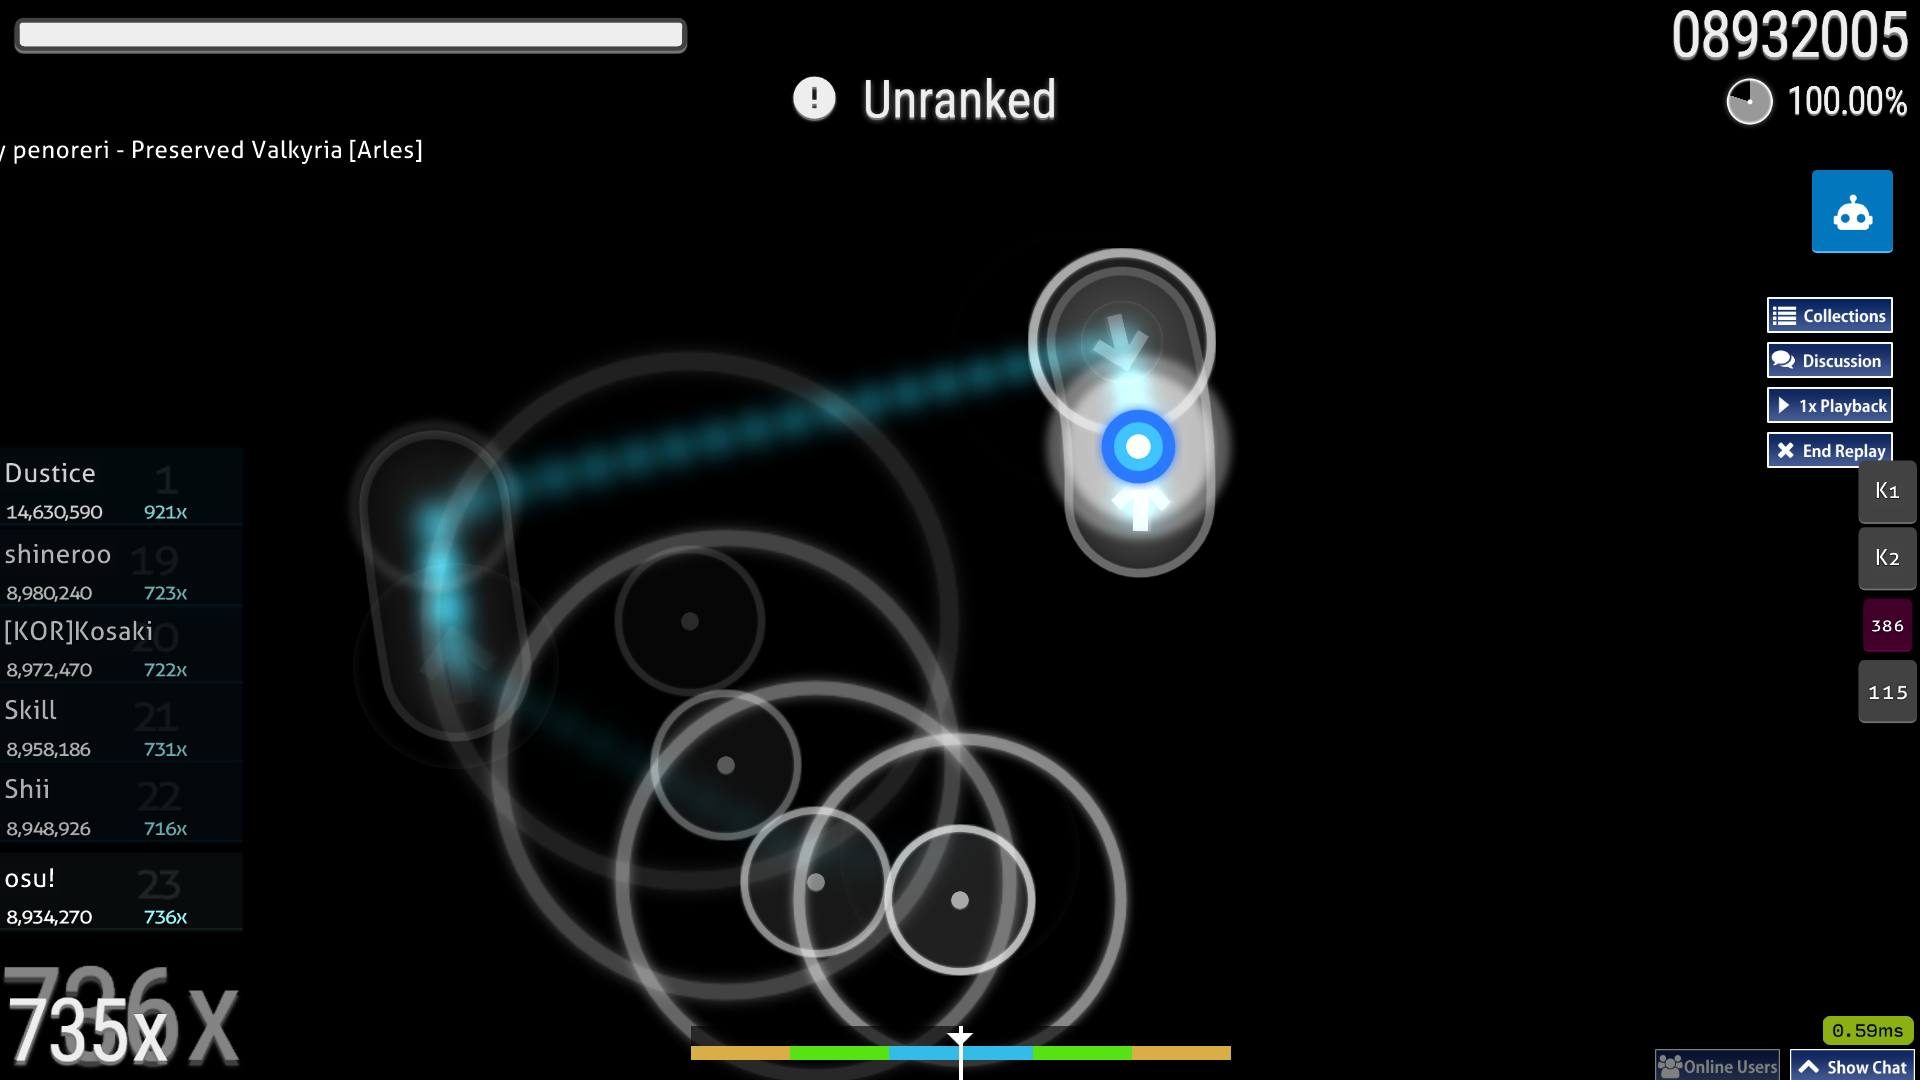 08932005
Unranked
100.00%
y penoreri - Preserved Valkyria [Arles]
Collections
Discussion
1x Playback
End Replay
K1
K2
386
115
Dustice 1
14,630,590 921x
shineroo 19
8,980,240 723x
[KOR]Kosaki 20
8,972,470 722x
Skill 21
8,958,186 731x
Shii 22
8,948,926 716x
osu! 23
8,934,270 736x
736x
735x
0.59ms
Online Users
Show Chat